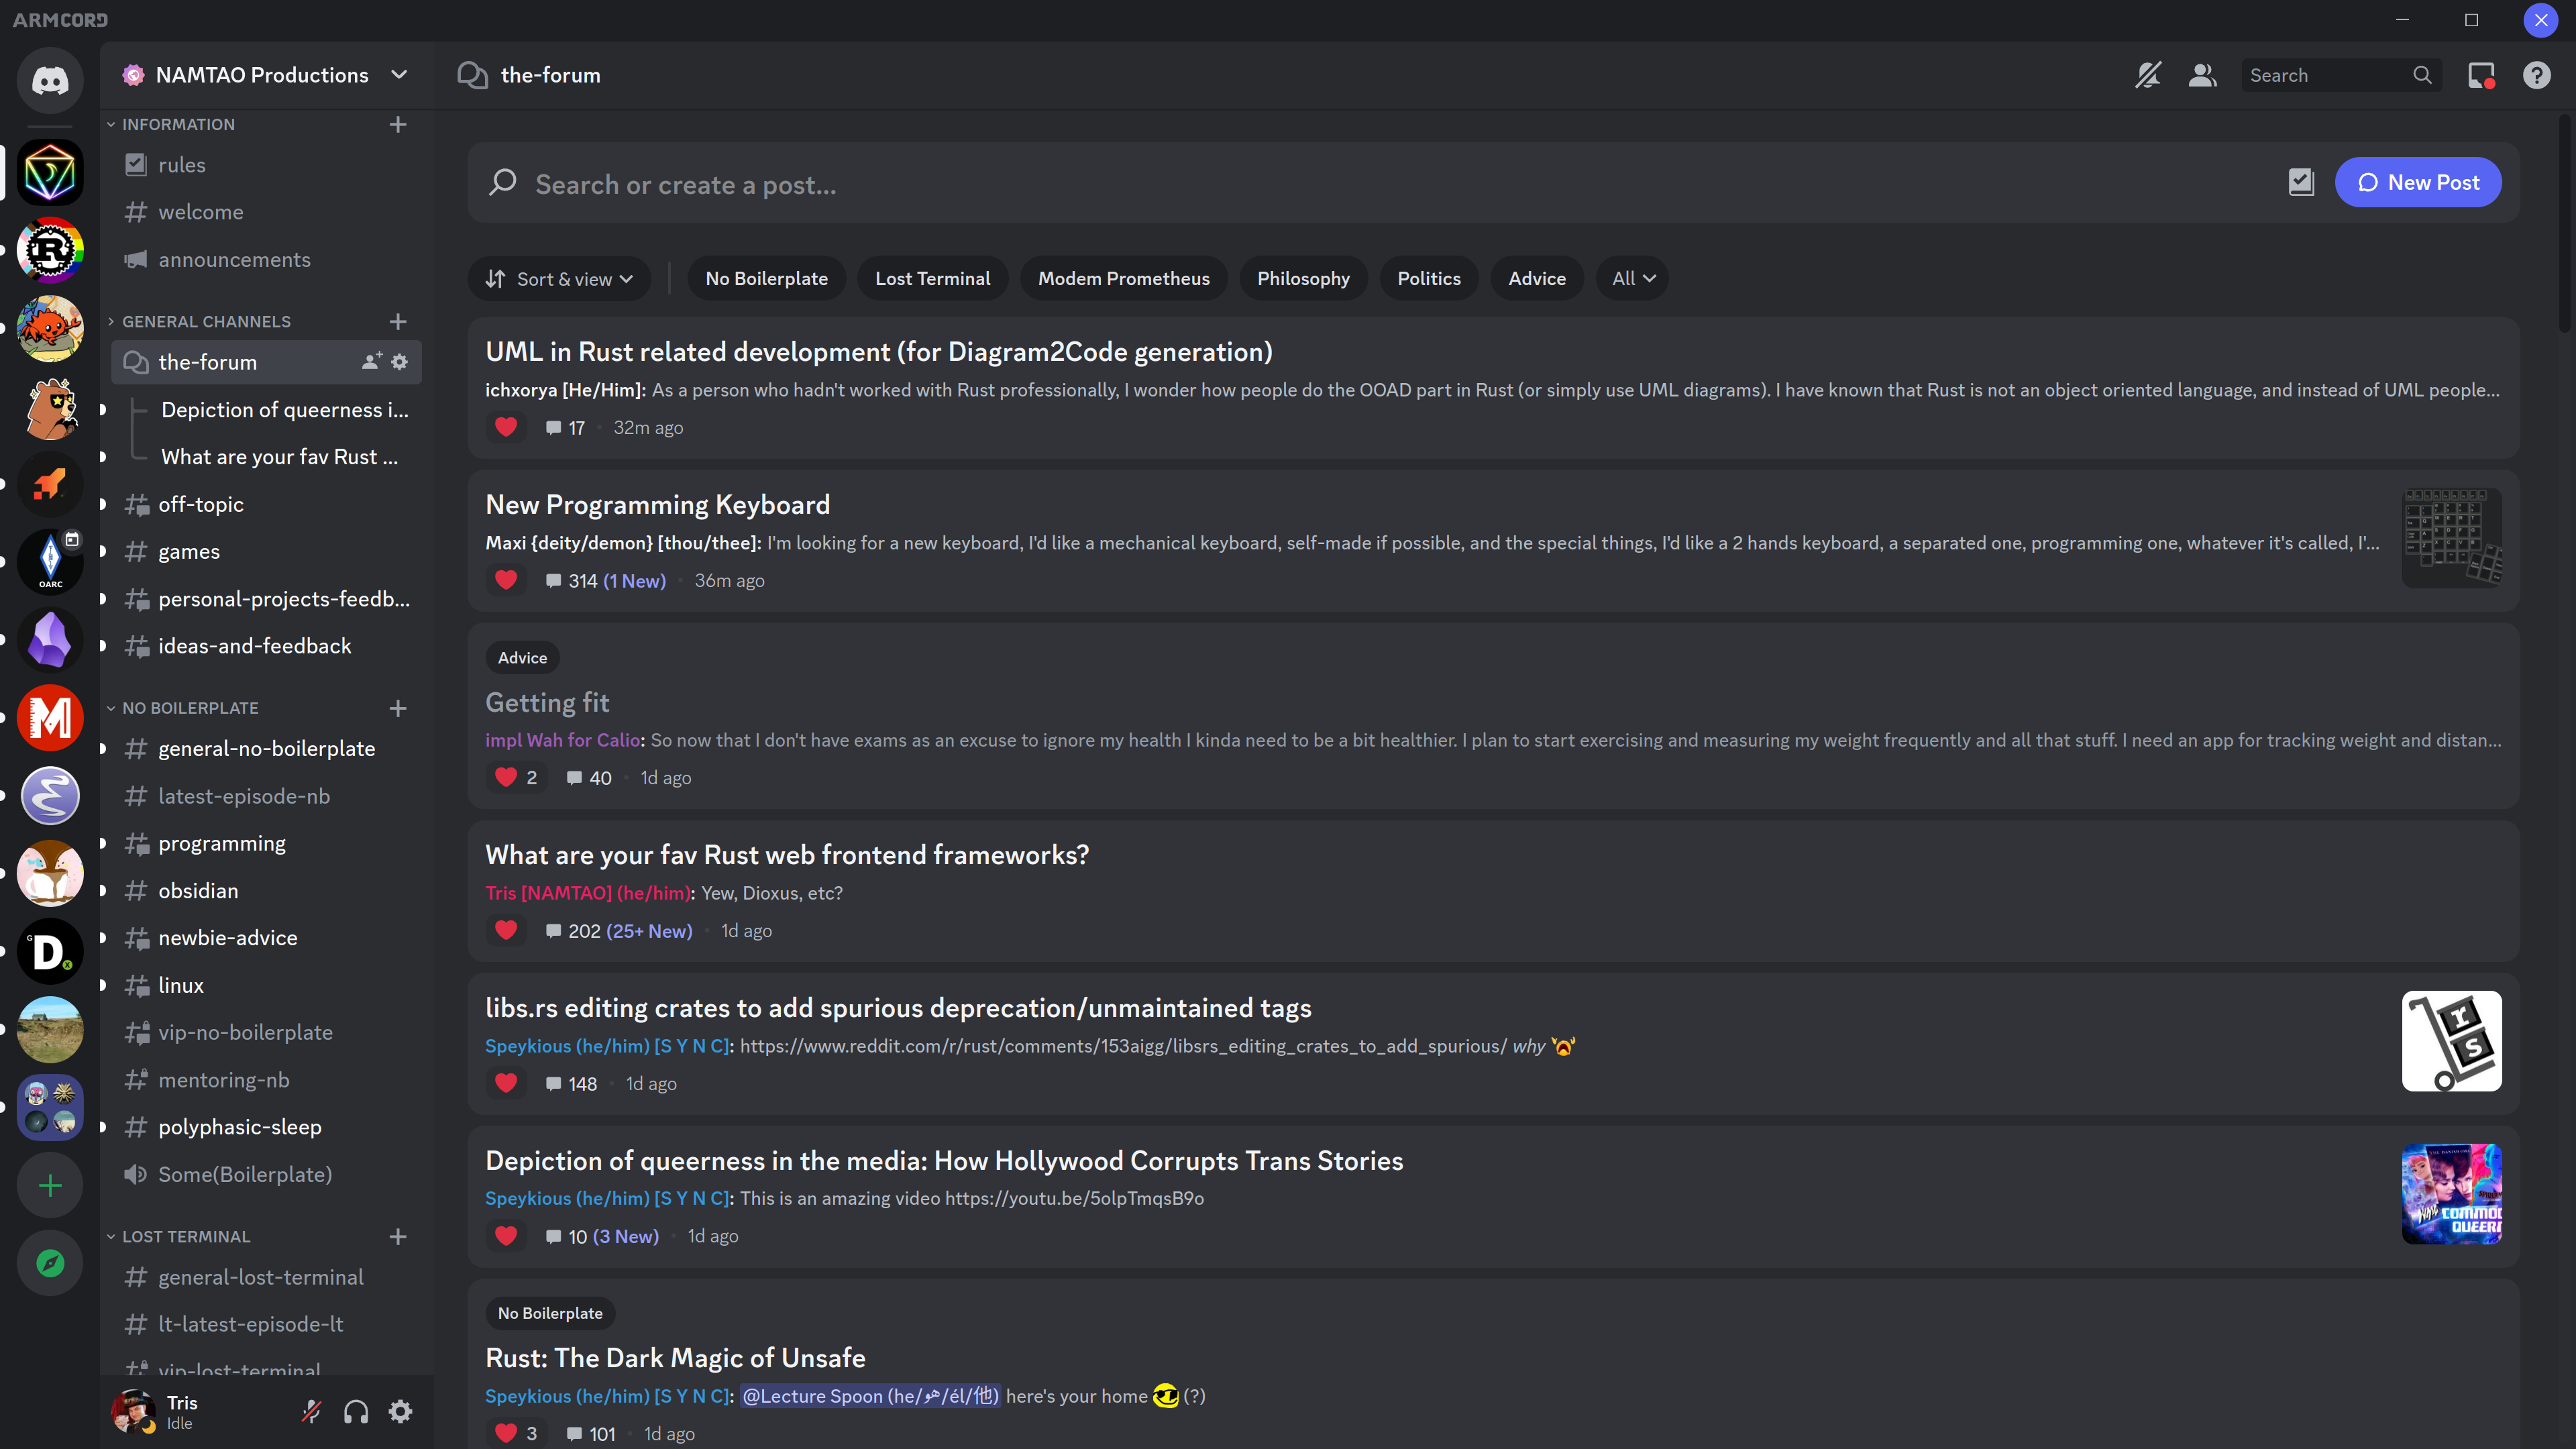 ARMCORD
NAMTAO Productions
INFORMATION
rules
welcome
announcements
GENERAL CHANNELS
the-forum
Depiction of queerness i...
What are your fav Rust ...
off-topic
games
personal-projects-feedb...
ideas-and-feedback
NO BOILERPLATE
general-no-boilerplate
latest-episode-nb
programming
obsidian
newbie-advice
linux
vip-no-boilerplate
mentoring-nb
polyphasic-sleep
Some(Boilerplate)
LOST TERMINAL
general-lost-terminal
lt-latest-episode-lt
vip-lost-terminal
Tris
Idle
OARC
the-forum
Search
Search or create a post...
New Post
Sort & view
No Boilerplate
Lost Terminal
Modem Prometheus
Philosophy
Politics
Advice
All
UML in Rust related development (for Diagram2Code generation)
ichxorya [He/Him]: As a person who hadn't worked with Rust professionally, I wonder how people do the OOAD part in Rust (or simply use UML diagrams). I have known that Rust is not an object oriented language, and instead of UML people...
17 • 32m ago
New Programming Keyboard
Maxi {deity/demon} [thou/thee]: I'm looking for a new keyboard, I'd like a mechanical keyboard, self-made if possible, and the special things, I'd like a 2 hands keyboard, a separated one, programming one, whatever it's called, I'...
314 (1 New) • 36m ago
Advice
Getting fit
impl Wah for Calio: So now that I don't have exams as an excuse to ignore my health I kinda need to be a bit healthier. I plan to start exercising and measuring my weight frequently and all that stuff. I need an app for tracking weight and distan...
2 40 • 1d ago
What are your fav Rust web frontend frameworks?
Tris [NAMTAO] (he/him): Yew, Dioxus, etc?
202 (25+ New) • 1d ago
libs.rs editing crates to add spurious deprecation/unmaintained tags
Speykious (he/him) [S Y N C]: https://www.reddit.com/r/rust/comments/153aigg/libsrs_editing_crates_to_add_spurious/ why
148 • 1d ago
Depiction of queerness in the media: How Hollywood Corrupts Trans Stories
Speykious (he/him) [S Y N C]: This is an amazing video https://youtu.be/5olpTmqsB9o
10 (3 New) • 1d ago
No Boilerplate
Rust: The Dark Magic of Unsafe
Speykious (he/him) [S Y N C]: @Lecture Spoon (he/هو/él/他) here's your home (?)
3 101 • 1d ago